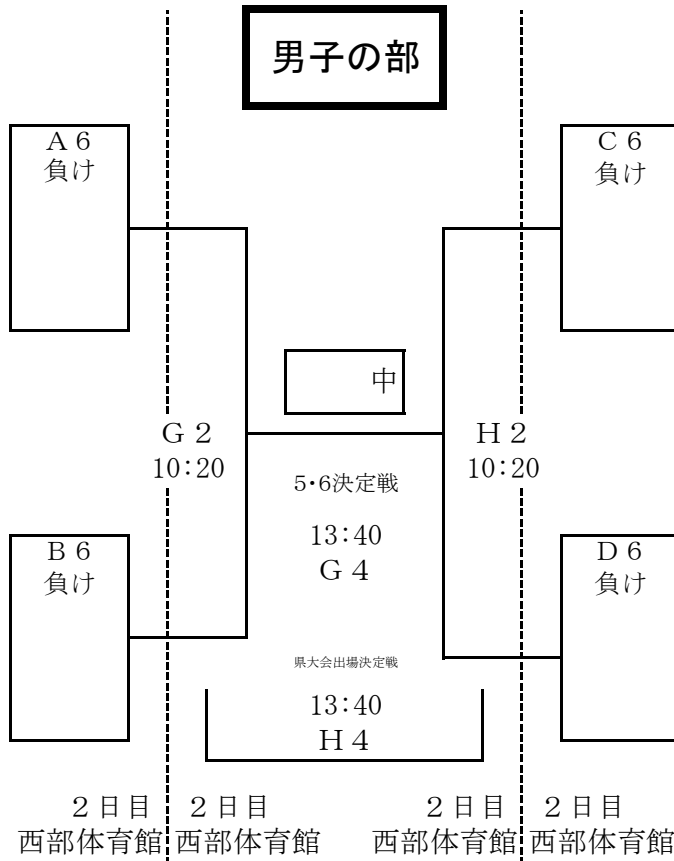 男子の部
A6
負け
C6
負け
中
G2
10:20
H2
10:20
5・6決定戦
13:40
G4
B6
負け
D6
負け
県大会出場決定戦
13:40
H4
2日目 2日目 2日目 2日目
西部体育館 西部体育館 西部体育館 西部体育館